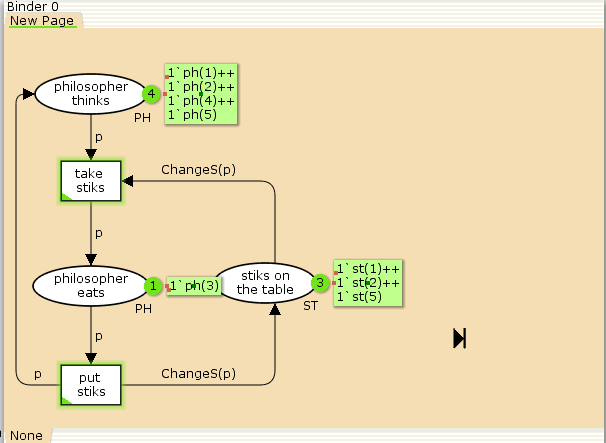 Binder 0
New Page
philosopher
thinks
4
1`ph(1)++
1`ph(2)++
1`ph(4)++
1`ph(5)
PH
p
take
stiks
ChangeS(p)
p
philosopher
eats
1
1`ph(3)
PH
stiks on
the table
3
1`st(1)++
1`st(2)++
1`st(5)
ST
p
p
put
stiks
ChangeS(p)
None